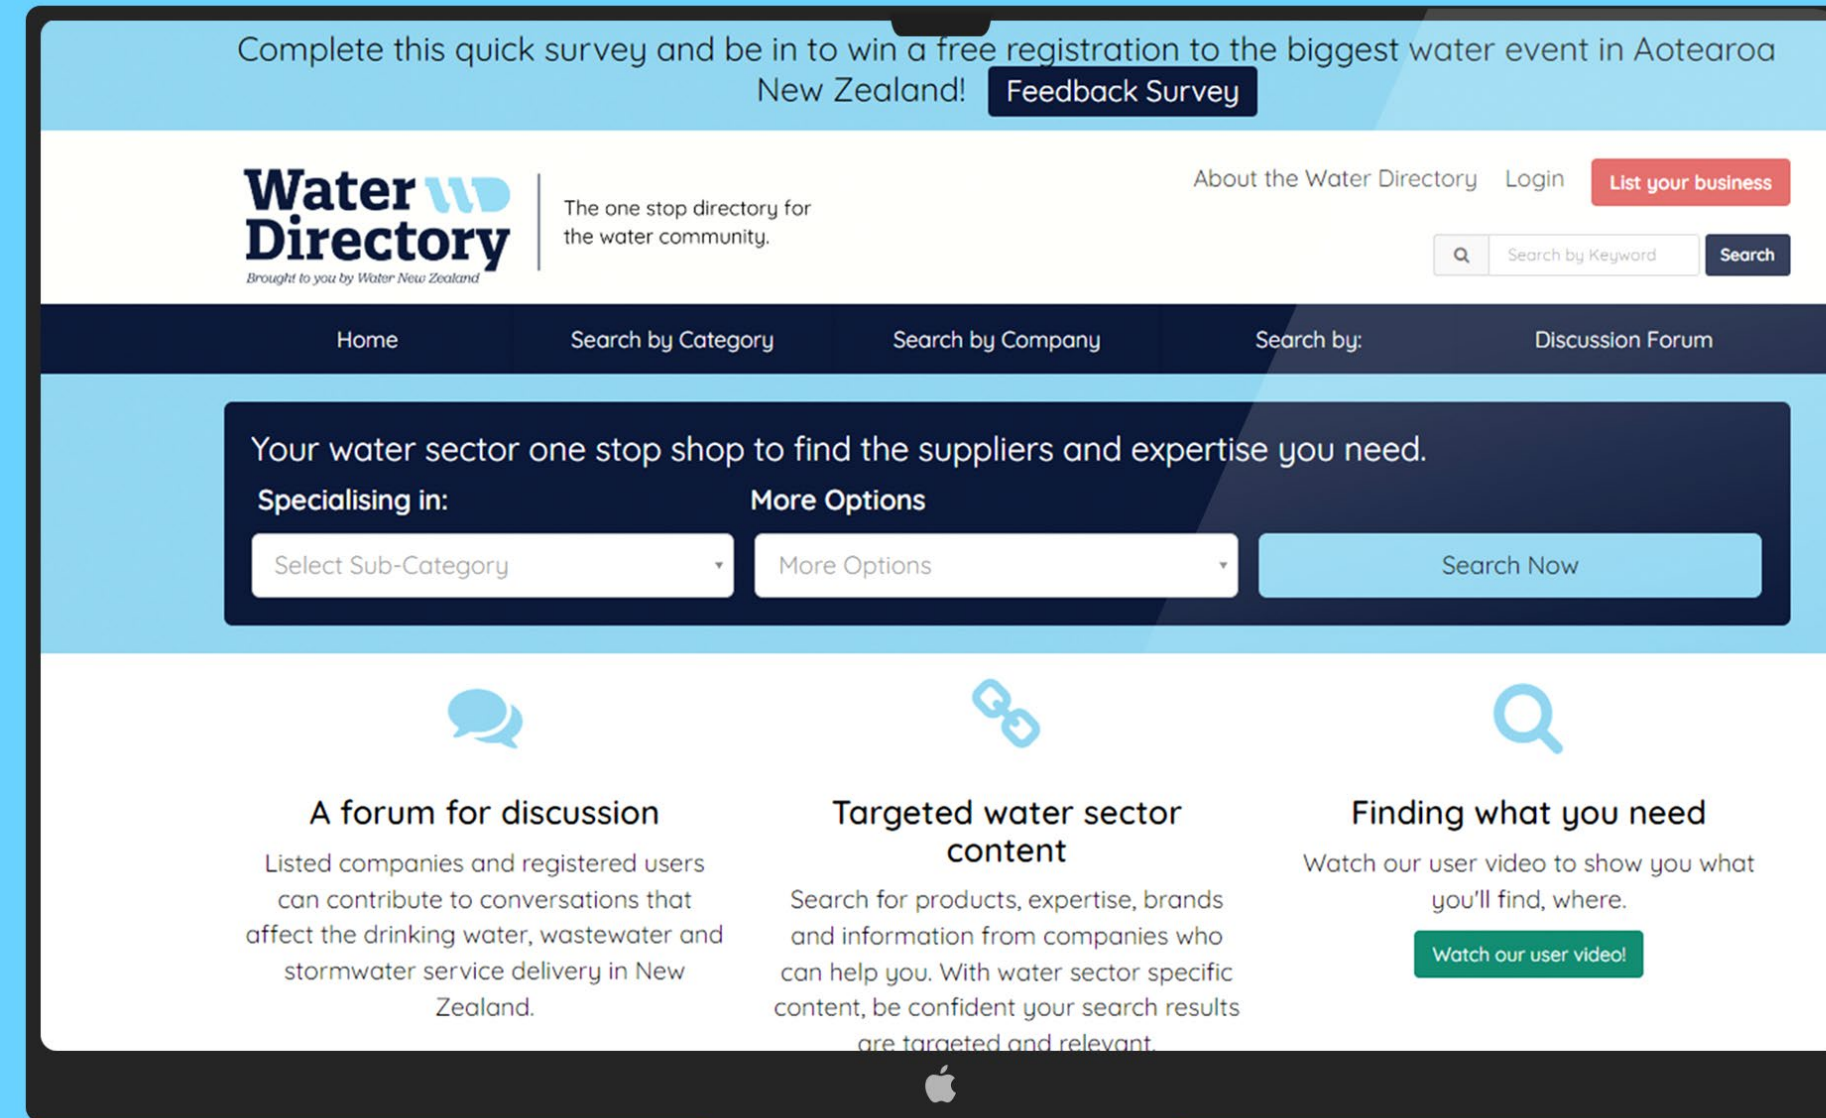 Complete this quick survey and be in to win a free registration to the biggest water event in Aotearoa
New Zealand! Feedback Survey
Water
Directory
Brought to you by Water New Zealand
The one stop directory for
the water community.
About the Water Directory Login List your business
Search by Keyword Search
Home Search by Category Search by Company Search by: Discussion Forum
Your water sector one stop shop to find the suppliers and expertise you need.
Specialising in: More Options
Select Sub-Category More Options Search Now
A forum for discussion
Listed companies and registered users
can contribute to conversations that
affect the drinking water, wastewater and
stormwater service delivery in New
Zealand.
Targeted water sector
content
Search for products, expertise, brands
and information from companies who
can help you. With water sector specific
content, be confident your search results
are targeted and relevant.
Finding what you need
Watch our user video to show you what
you'll find, where.
Watch our user video!